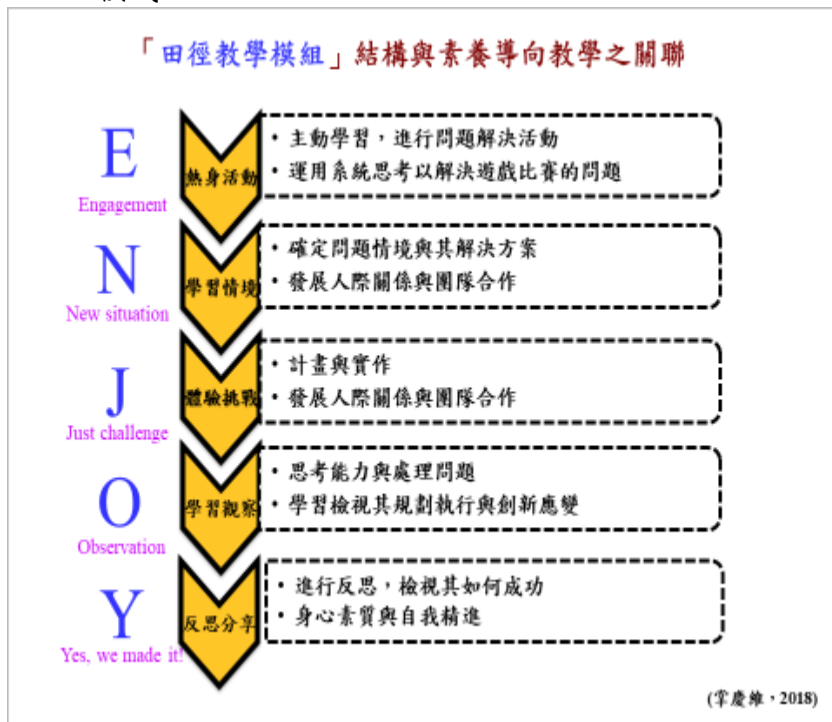 「田徑教學模組」結構與素養導向教學之關聯
E
Engagement
熱身活動
• 主動學習，進行問題解決活動
• 運用系統思考以解決遊戲比賽的問題
N
New situation
學習情境
• 確定問題情境與其解決方案
• 發展人際關係與團隊合作
J
Just challenge
體驗挑戰
• 計畫與實作
• 發展人際關係與團隊合作
O
Observation
學習觀察
• 思考能力與處理問題
• 學習檢視其規劃執行與創新應變
Y
Yes, we made it!
反思分享
• 進行反思，檢視其如何成功
• 身心素質與自我精進
(掌慶維，2018)